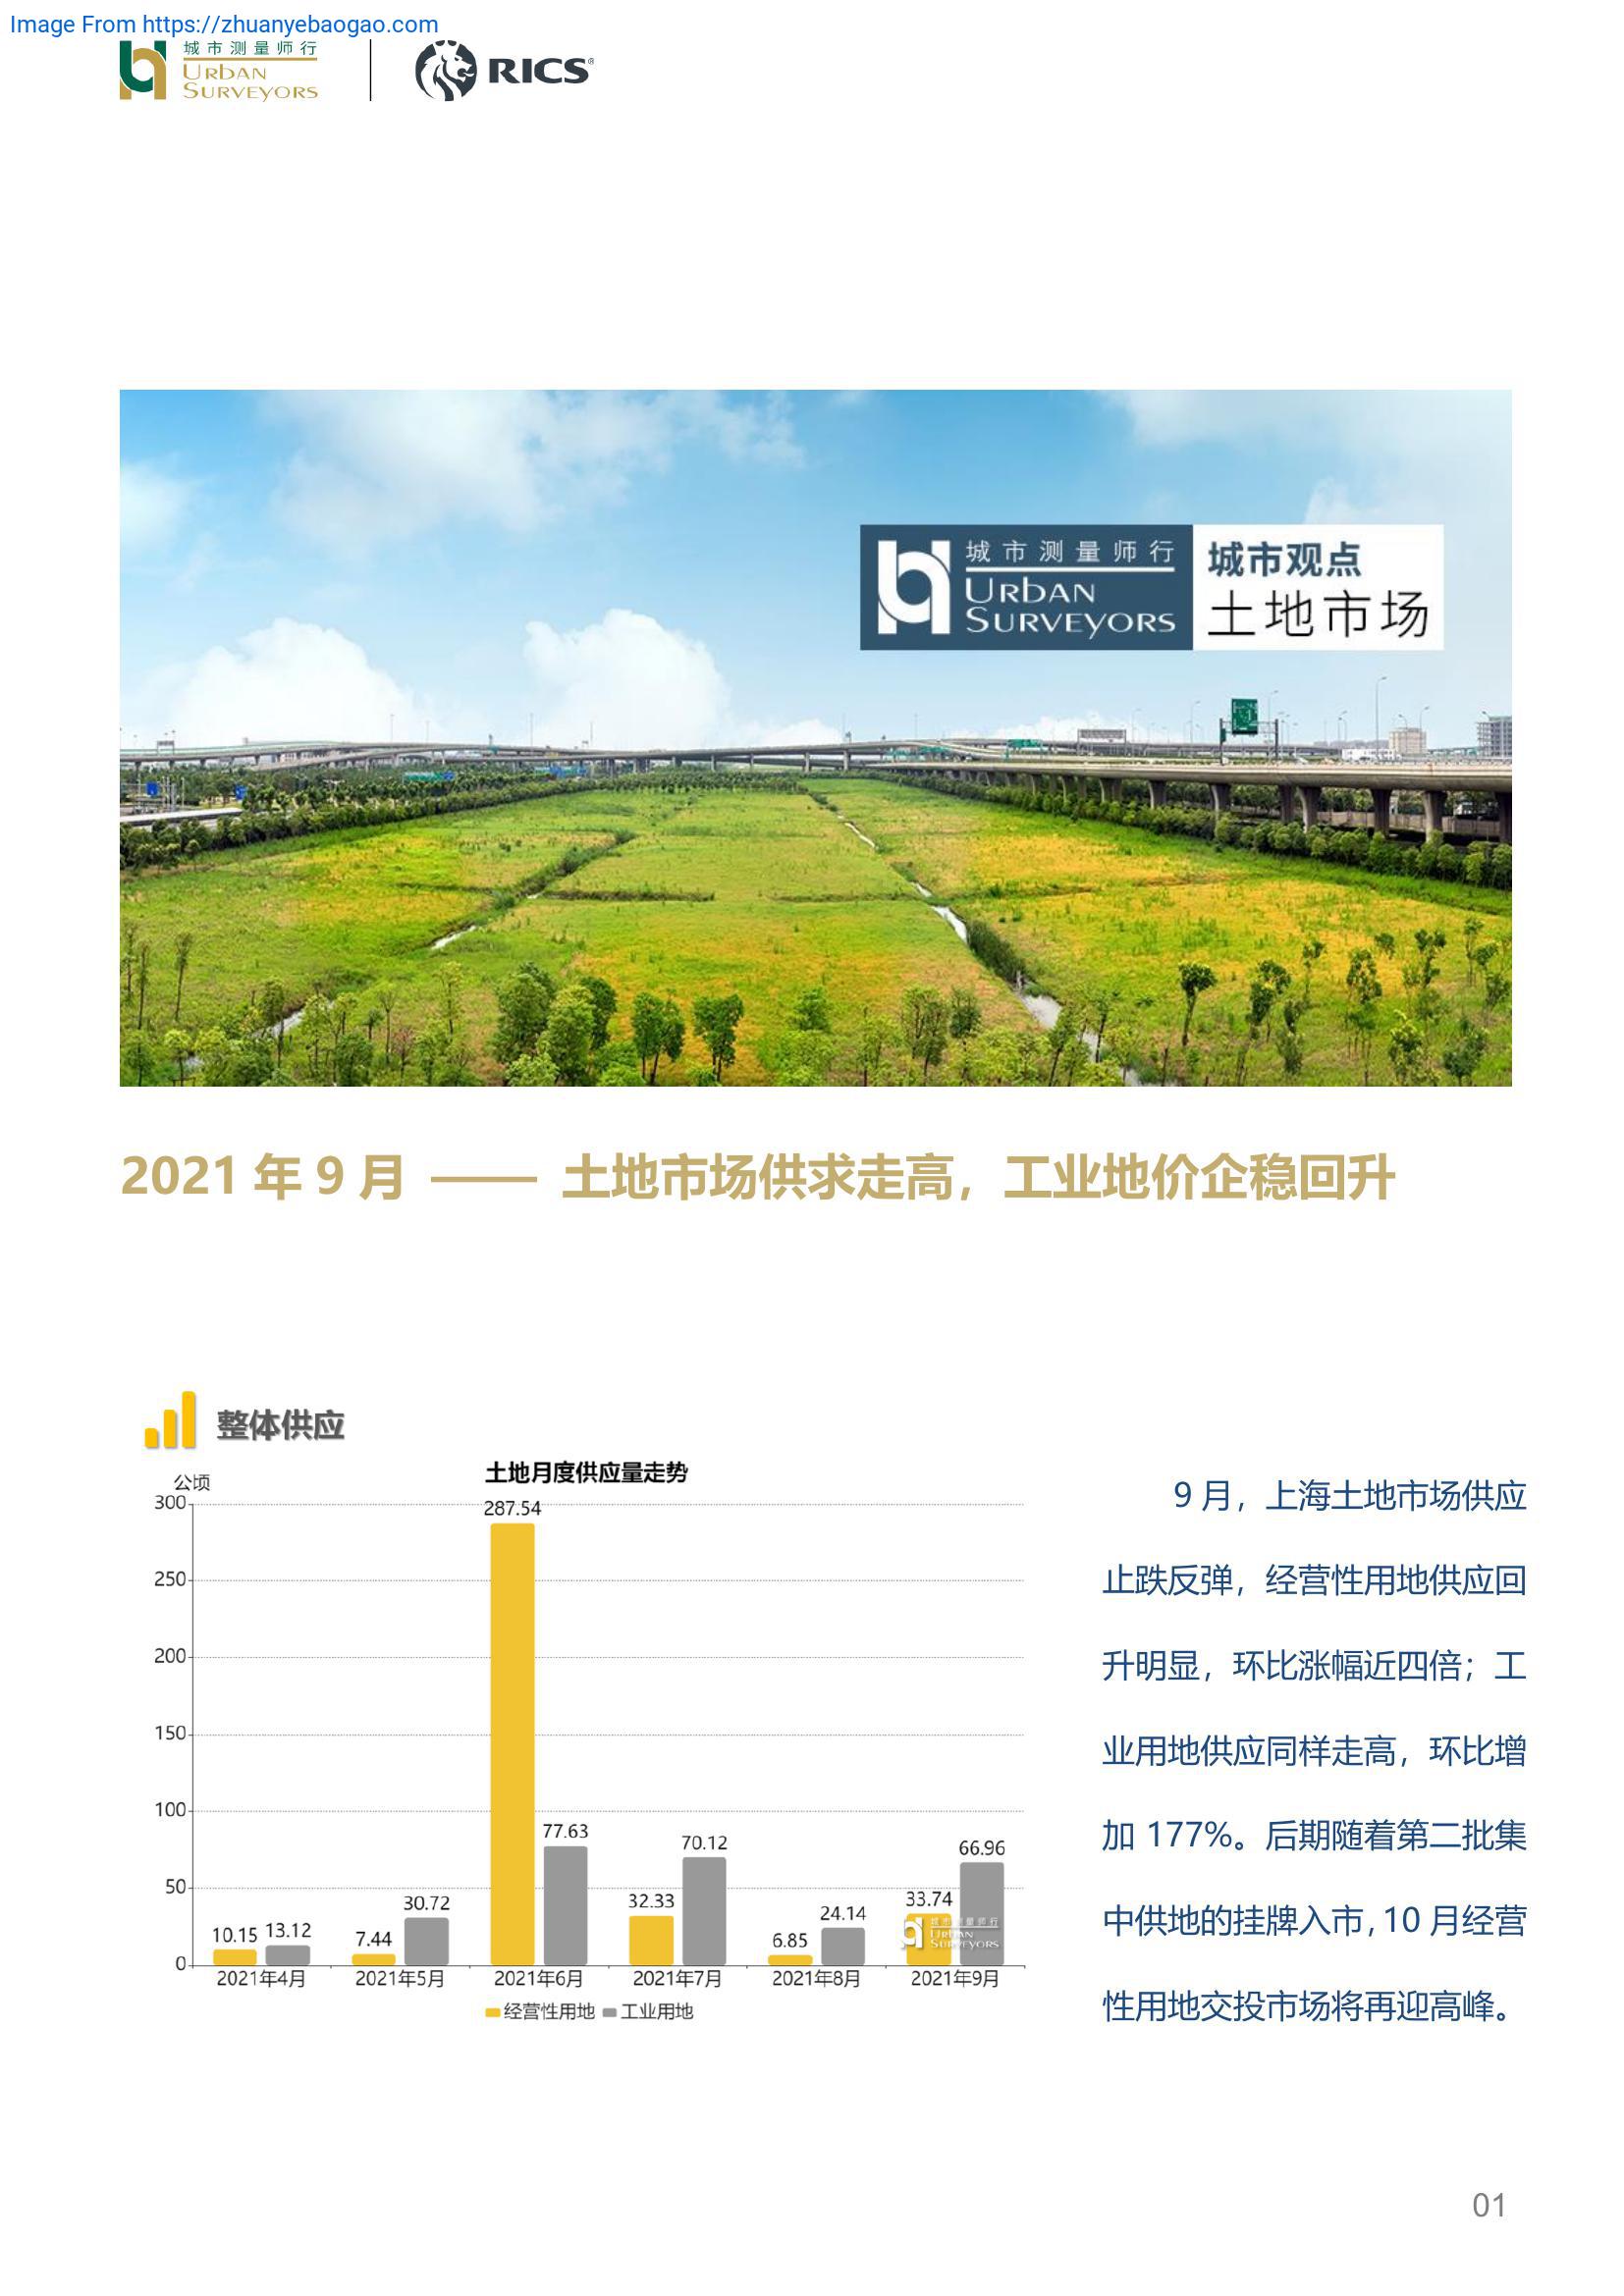 Image From https://zhuanyebaogao.com
城市测量师行
URBAN
SURVEYORS
RICS®
城市测量师行
URBAN
SURVEYORS
城市观点
土地市场
2021 年 9 月 —— 土地市场供求走高，工业地价企稳回升
整体供应
土地月度供应量走势
公顷
300
250
200
150
100
50
0
10.15 13.12
7.44 30.72
287.54 77.63
32.33 70.12
6.85 24.14
33.74 66.96
城市测量师行
URBAN
SURVEYORS
2021年4月 2021年5月 2021年6月 2021年7月 2021年8月 2021年9月
经营性用地 工业用地
9 月，上海土地市场供应
止跌反弹，经营性用地供应回
升明显，环比涨幅近四倍；工
业用地供应同样走高，环比增
加 177%。后期随着第二批集
中供地的挂牌入市，10 月经营
性用地交投市场将再迎高峰。
01